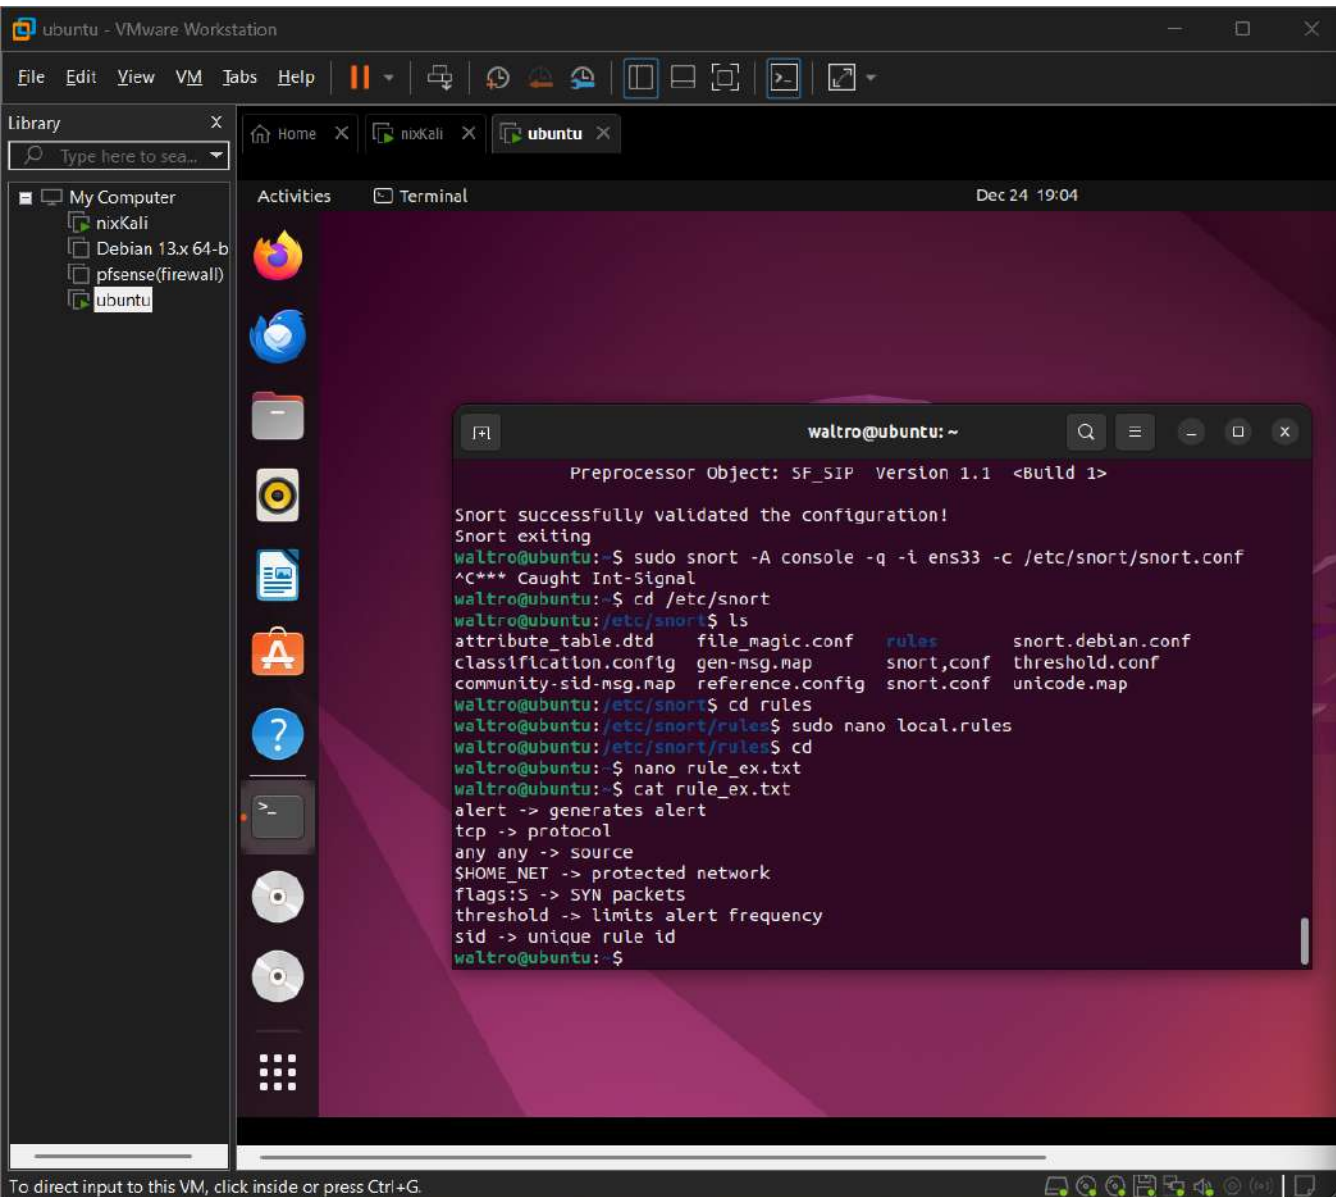 ubuntu - VMware Workstation
File Edit View VM Tabs Help
Library X
Type here to sea...
Home X nixKali X ubuntu X
My Computer
nixKali
Debian 13.x 64-b
pfsense(firewall)
ubuntu
Activities Terminal Dec 24 19:04
waltro@ubuntu: ~
Preprocessor Object: SF_SIP Version 1.1 <Build 1>
Snort successfully validated the configuration!
Snort exiting
waltro@ubuntu:~$ sudo snort -A console -q -i ens33 -c /etc/snort/snort.conf
^C*** Caught Int-Signal
waltro@ubuntu:~$ cd /etc/snort
waltro@ubuntu:/etc/snort$ ls
attribute_table.dtd file_magic.conf rules snort.debian.conf
classification.config gen-msg.map snort,conf threshold.conf
community-sid-msg.map reference.config snort.conf unicode.map
waltro@ubuntu:/etc/snort$ cd rules
waltro@ubuntu:/etc/snort/rules$ sudo nano local.rules
waltro@ubuntu:/etc/snort/rules$ cd
waltro@ubuntu:~$ nano rule_ex.txt
waltro@ubuntu:~$ cat rule_ex.txt
alert -> generates alert
tcp -> protocol
any any -> source
$HOME_NET -> protected network
flags:S -> SYN packets
threshold -> limits alert frequency
sid -> unique rule id
waltro@ubuntu:~$
To direct input to this VM, click inside or press Ctrl+G.